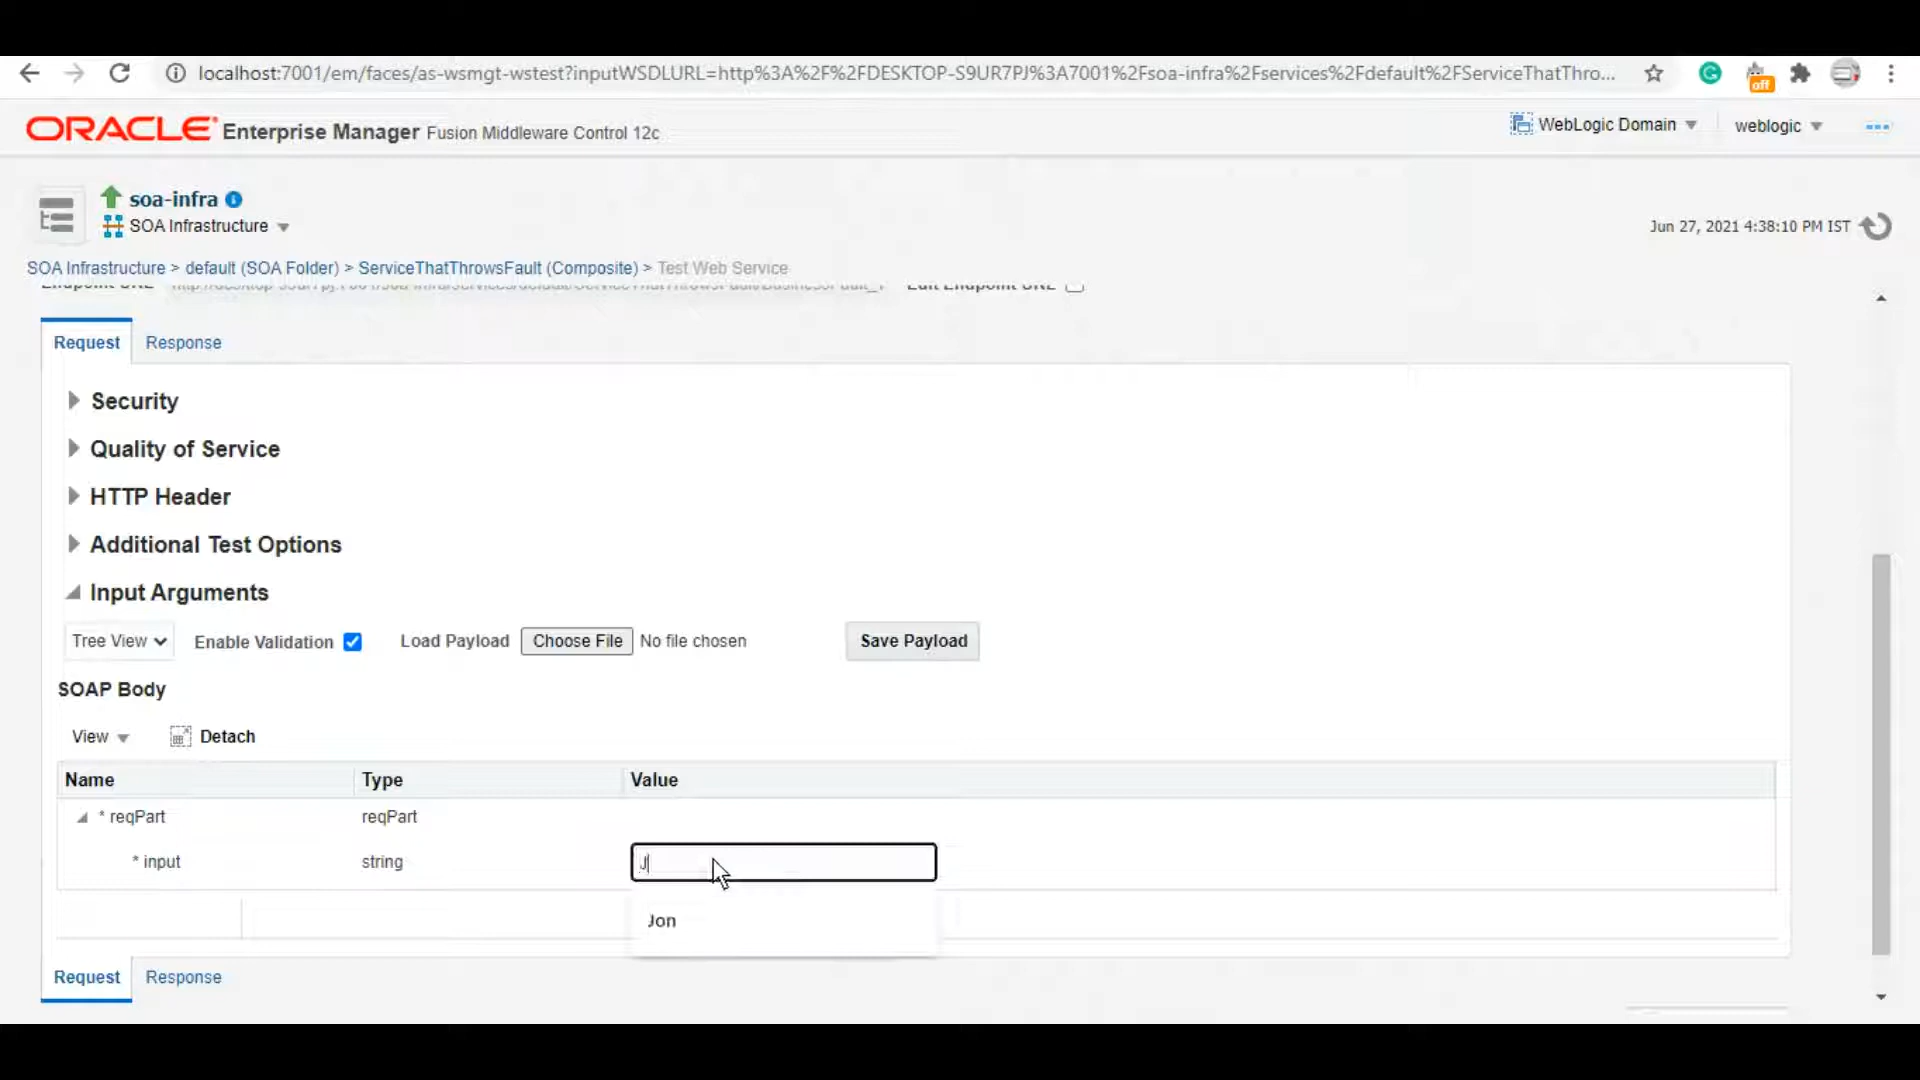 localhost:7001/em/faces/as-wsmgt-wstest?inputWSDLURL=http%3A%2F%2FDESKTOP-S9UR7PJ%3A7001%2Fsoa-infra%2Fservices%2Fdefault%2FServiceThatThro...
off
ORACLE Enterprise Manager Fusion Middleware Control 12c
WebLogic Domain weblogic
soa-infra
SOA Infrastructure
Jun 27, 2021 4:38:10 PM IST
SOA Infrastructure > default (SOA Folder) > ServiceThatThrowsFault (Composite) > Test Web Service
Request Response
Security
Quality of Service
HTTP Header
Additional Test Options
Input Arguments
Tree View Enable Validation Load Payload Choose File No file chosen Save Payload
SOAP Body
View Detach
Name Type Value
* reqPart reqPart
* input string J
Jon
Request Response